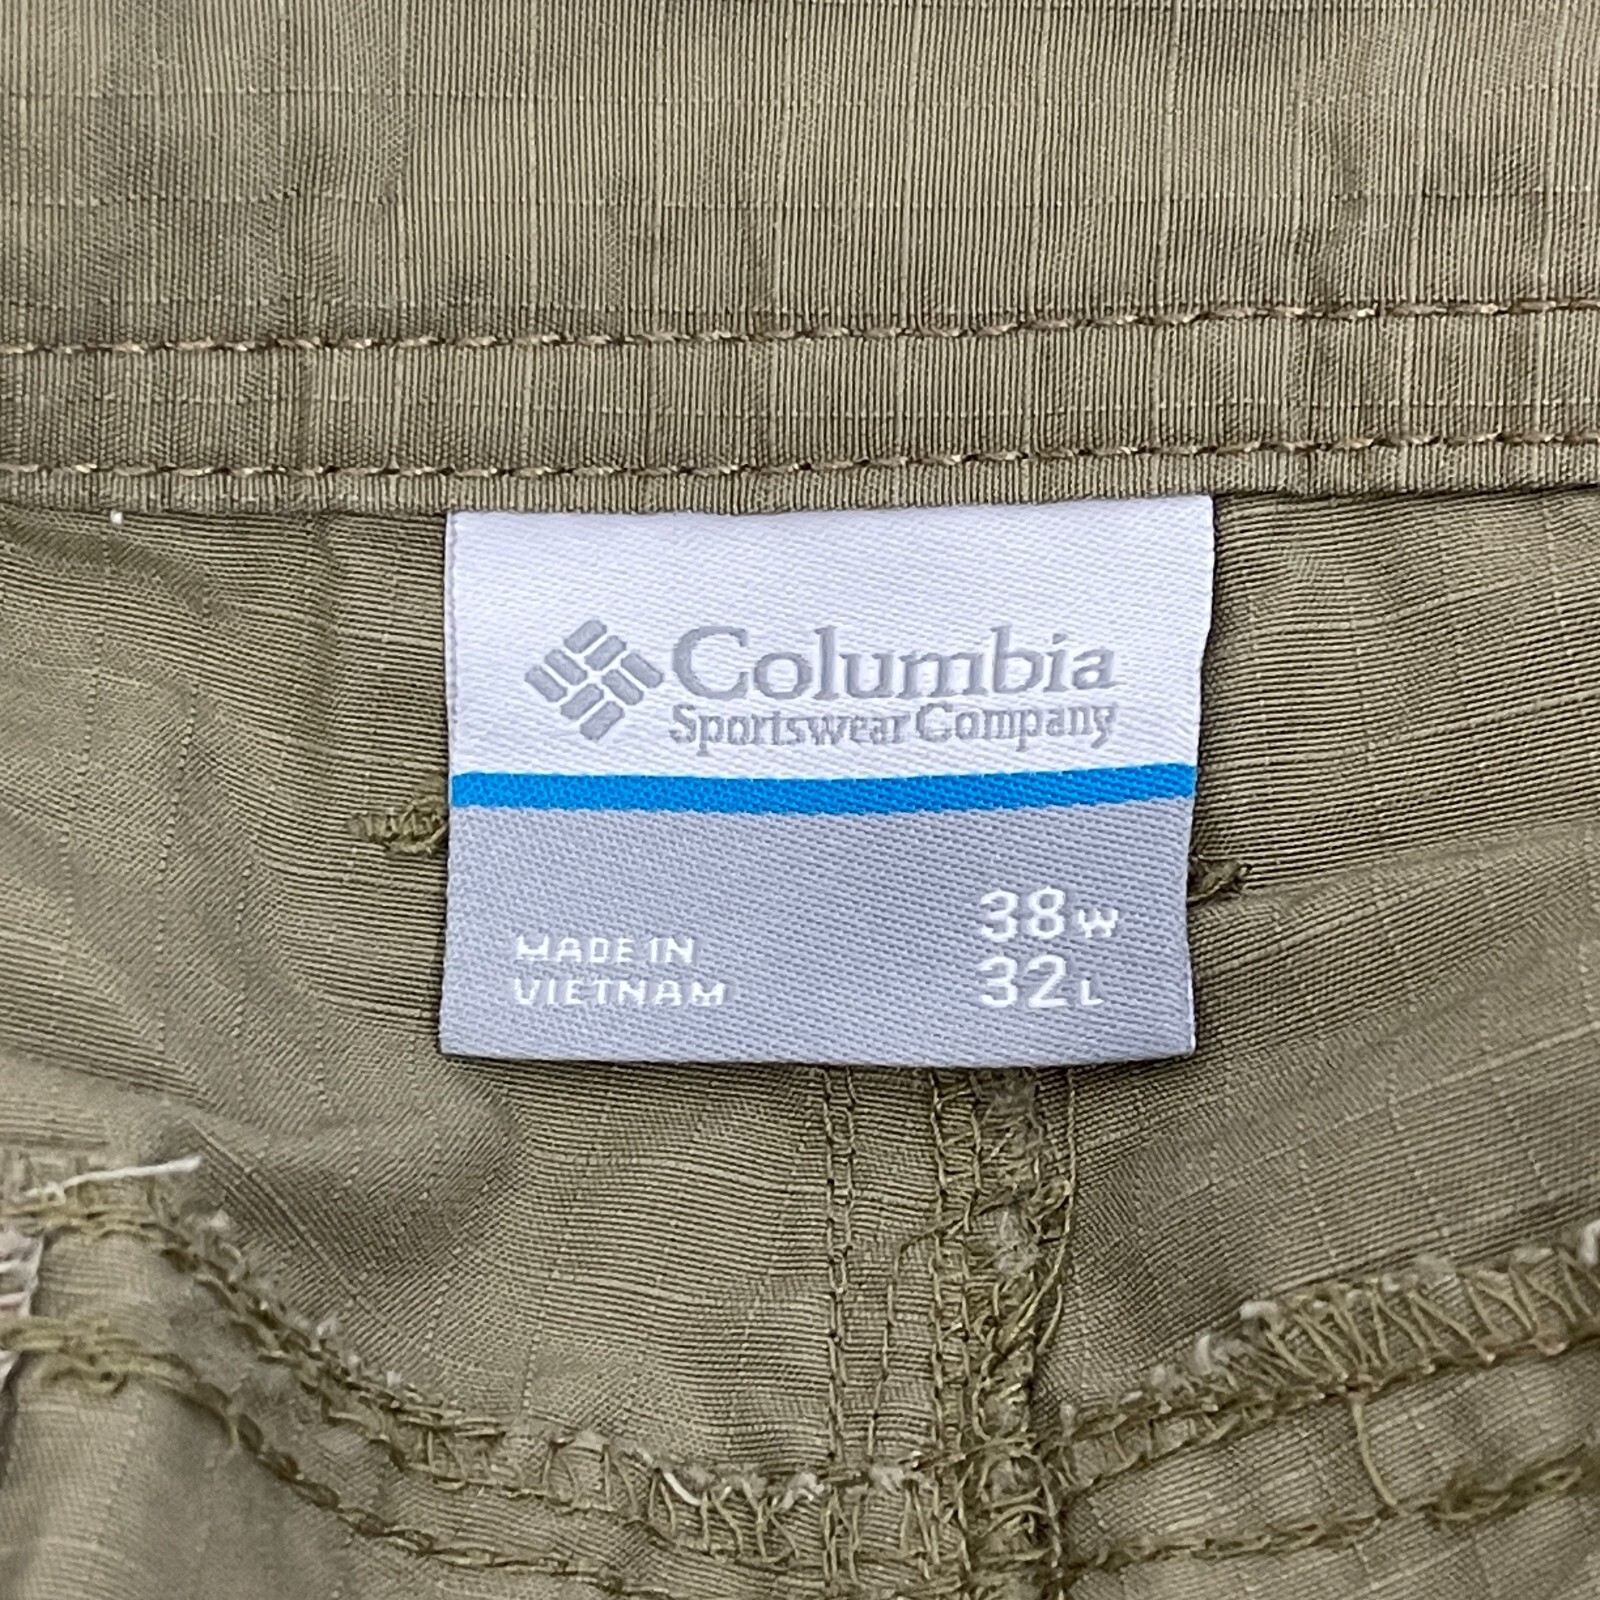 Columbia
Sportswear Company
MADE IN
VIETNAM
38W
32L